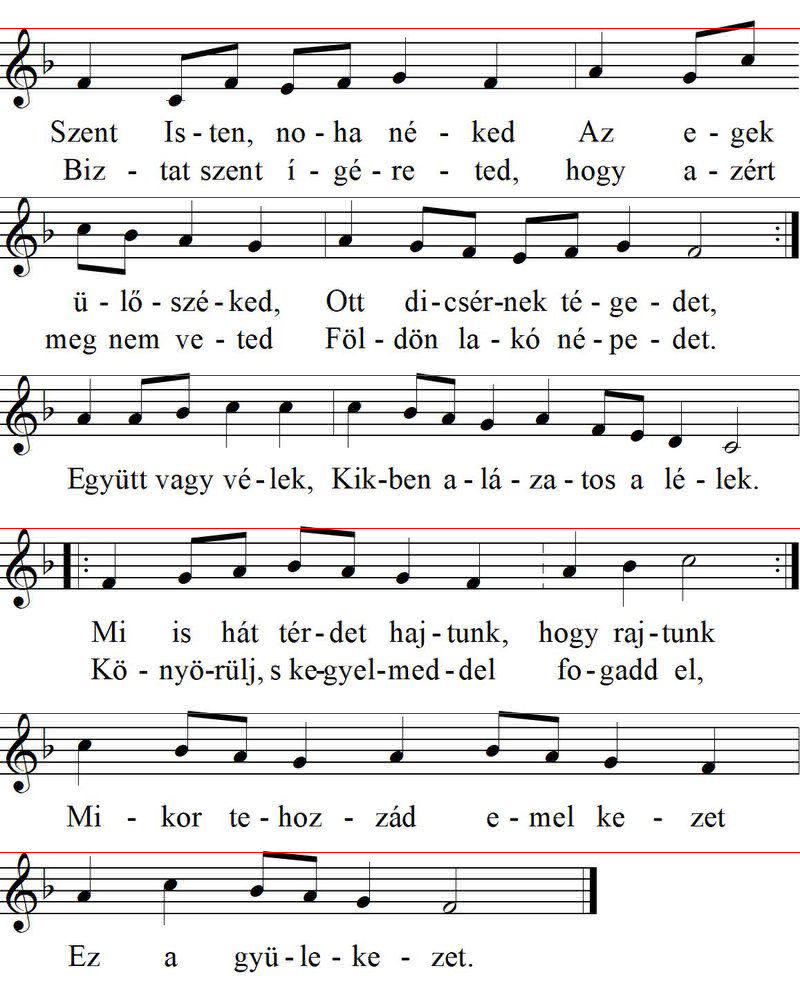 Szent Is - ten, no - ha né - ked Az e - gek
Biz - tat szent í - gé - re - ted, hogy a - zért
ü - lő - szé - ked, Ott di - csér - nek té - ge - det,
meg nem ve - ted Föl - dön la - kó né - pe - det.
Együtt vagy vé - lek, Kik - ben a - lá - za - tos a lé - lek.
Mi is hát tér - det haj - tunk, hogy raj - tunk
Kö - nyö - rülj, s ke - gyel - med - del fo - gadd el,
Mi - kor te - hoz - zád e - mel ke - zet
Ez a gyü - le - ke - zet.